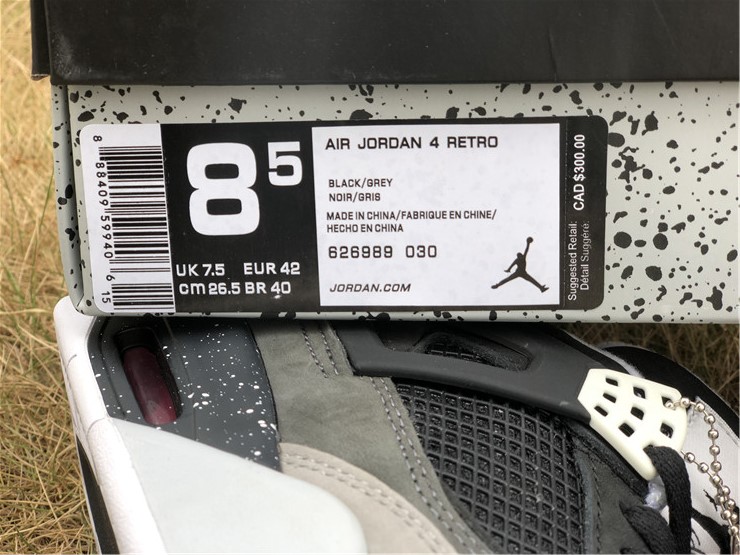 8 88409 59940 6 15
8 5
UK 7.5 EUR 42
cm 26.5 BR 40
AIR JORDAN 4 RETRO
BLACK/GREY
NOIR/GRIS
MADE IN CHINA/FABRIQUE EN CHINE/
HECHO EN CHINA
626989 030
JORDAN.COM
Suggested Retail: CAD $300.00
Détail Suggéré: